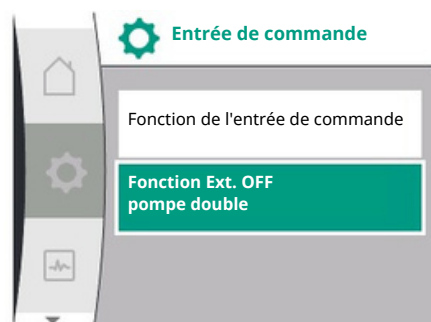 Entrée de commande
Fonction de l'entrée de commande
Fonction Ext. OFF
pompe double